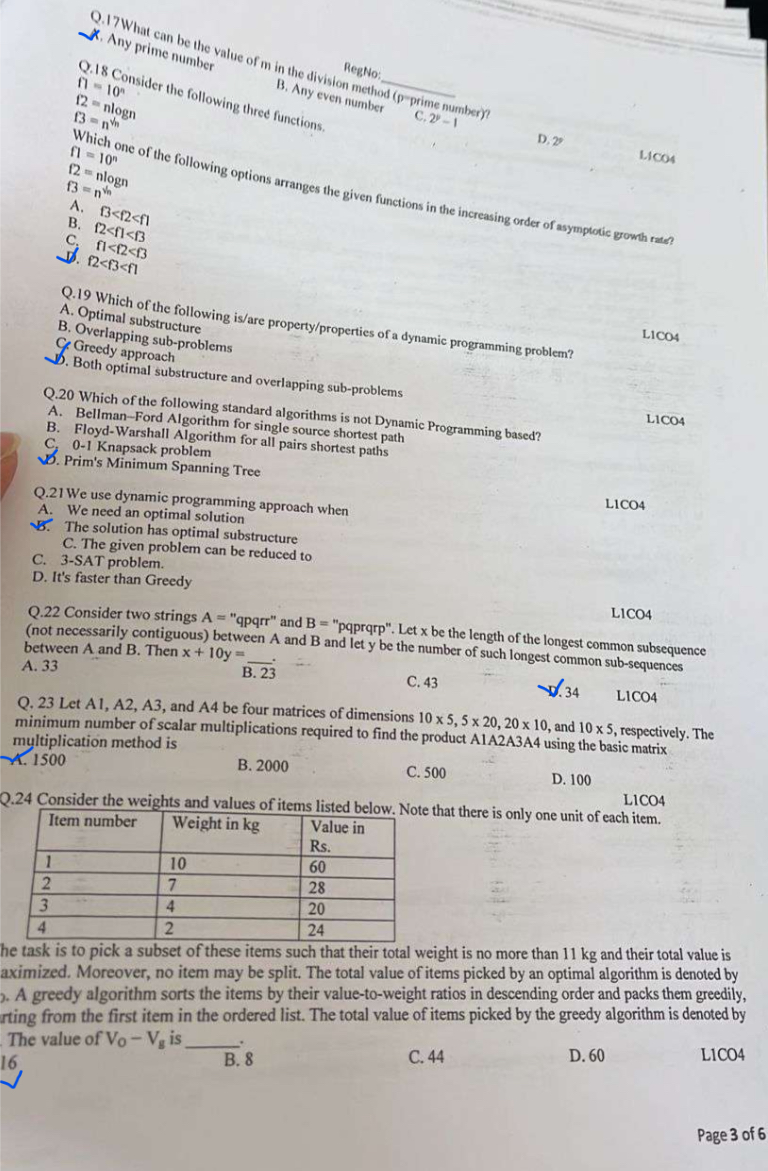 RegNo:
Q.17What can be the value of m in the division method (p=prime number)?
A. Any prime number B. Any even number C. 2ᵖ – 1 D. 2ᵖ L1CO4
Q.18 Consider the following three functions.
f1 = 10ⁿ
f2 = nlogn
f3 = n^√n
Which one of the following options arranges the given functions in the increasing order of asymptotic growth rate?
f1 = 10ⁿ
f2 = nlogn
f3 = n^√n
A. f3<f2<f1
B. f2<f1<f3
C. f1<f2<f3
D. f2<f3<f1
L1CO4
Q.19 Which of the following is/are property/properties of a dynamic programming problem?
A. Optimal substructure
B. Overlapping sub-problems
C. Greedy approach
D. Both optimal substructure and overlapping sub-problems
L1CO4
Q.20 Which of the following standard algorithms is not Dynamic Programming based?
A. Bellman–Ford Algorithm for single source shortest path
B. Floyd-Warshall Algorithm for all pairs shortest paths
C. 0-1 Knapsack problem
D. Prim's Minimum Spanning Tree
L1CO4
Q.21We use dynamic programming approach when
A. We need an optimal solution
B. The solution has optimal substructure
C. The given problem can be reduced to
C. 3-SAT problem.
D. It's faster than Greedy
L1CO4
Q.22 Consider two strings A = "qpqrr" and B = "pqprqrp". Let x be the length of the longest common subsequence
(not necessarily contiguous) between A and B and let y be the number of such longest common sub-sequences
between A and B. Then x + 10y = ___.
A. 33 B. 23 C. 43 D. 34 L1CO4
Q. 23 Let A1, A2, A3, and A4 be four matrices of dimensions 10 x 5, 5 x 20, 20 x 10, and 10 x 5, respectively. The
minimum number of scalar multiplications required to find the product A1A2A3A4 using the basic matrix
multiplication method is
A. 1500 B. 2000 C. 500 D. 100
L1CO4
Q.24 Consider the weights and values of items listed below. Note that there is only one unit of each item.
Item number Weight in kg Value in
Rs.
1 10 60
2 7 28
3 4 20
4 2 24
he task is to pick a subset of these items such that their total weight is no more than 11 kg and their total value is
aximized. Moreover, no item may be split. The total value of items picked by an optimal algorithm is denoted by
o. A greedy algorithm sorts the items by their value-to-weight ratios in descending order and packs them greedily,
rting from the first item in the ordered list. The total value of items picked by the greedy algorithm is denoted by
. The value of Vo – Vg is ______.
16 B. 8 C. 44 D. 60 L1CO4
Page 3 of 6